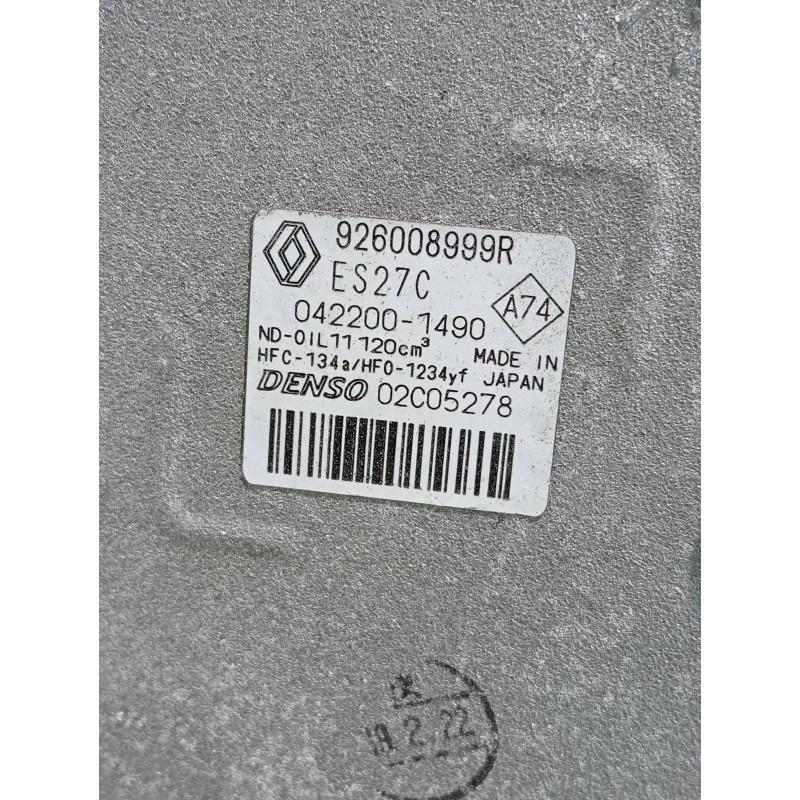 926008999R
ES27C
A74
042200-1490
ND-OIL11 120cm³
MADE IN
HFC-134a/HFO-1234yf JAPAN
DENSO 02C05278
19.2.22